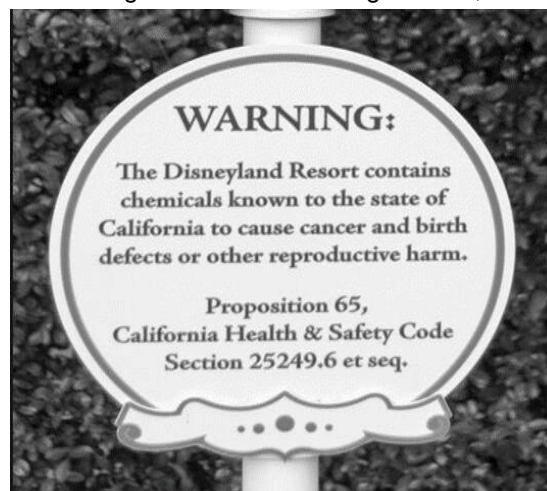 WARNING:
The Disneyland Resort contains
chemicals known to the state of
California to cause cancer and birth
defects or other reproductive harm.
Proposition 65,
California Health & Safety Code
Section 25249.6 et seq.